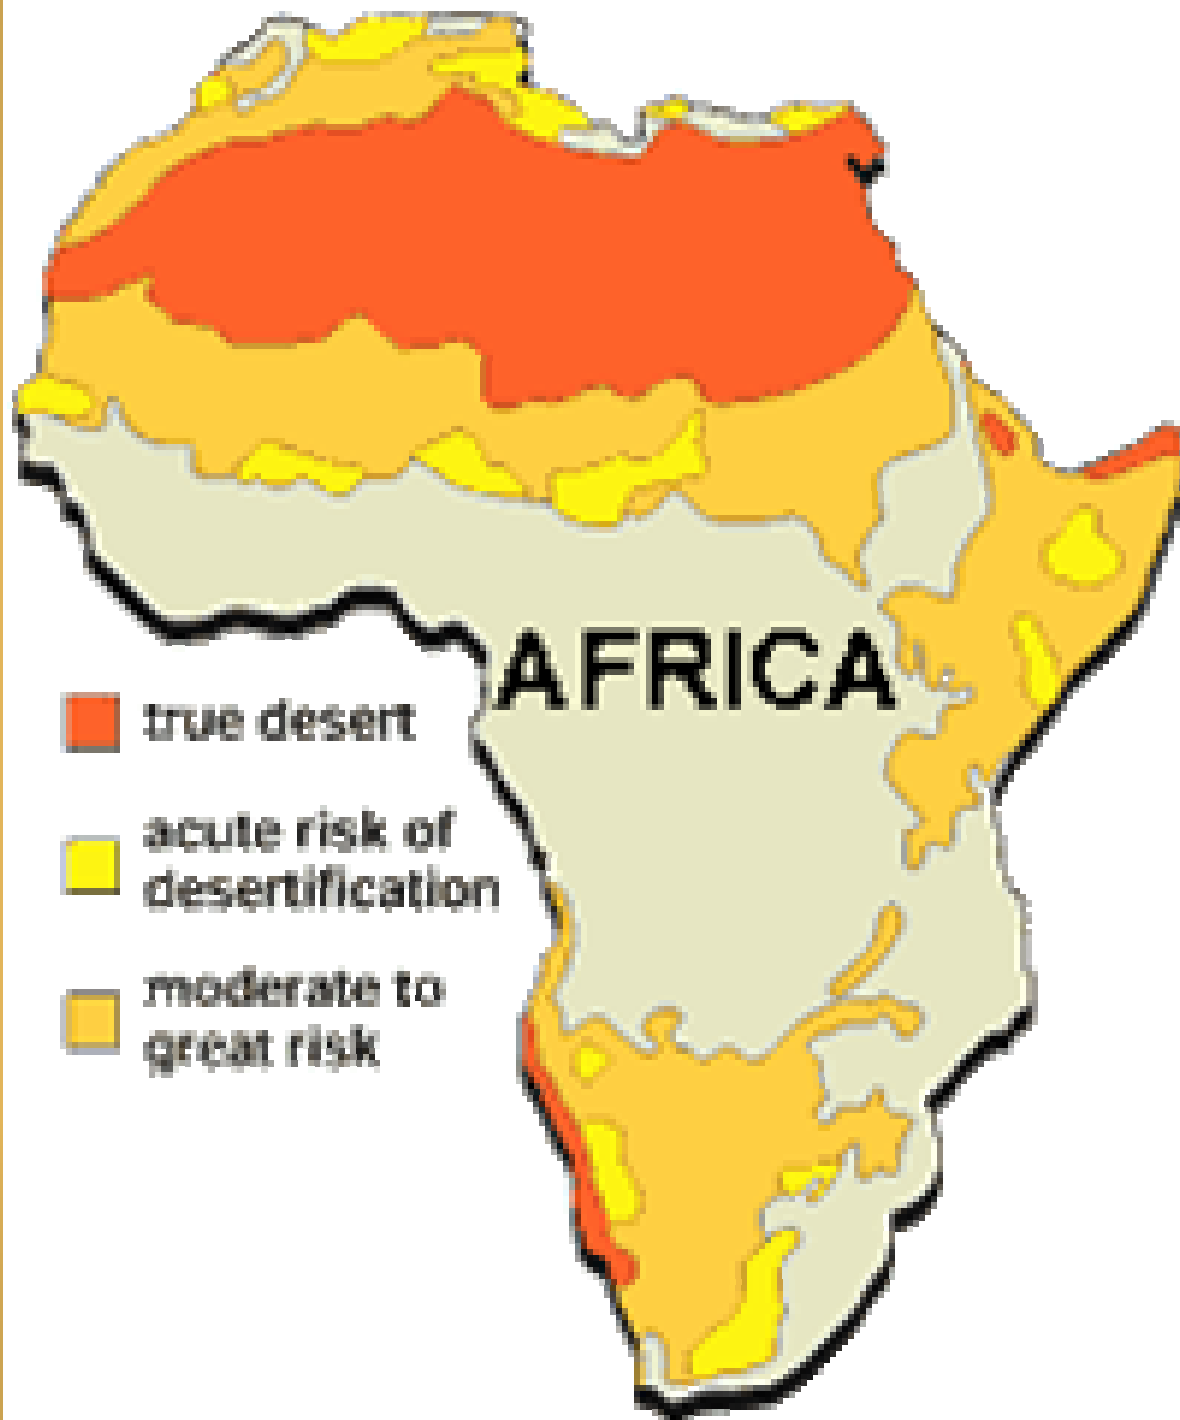 AFRICA
true desert
acute risk of
desertification
moderate to
great risk